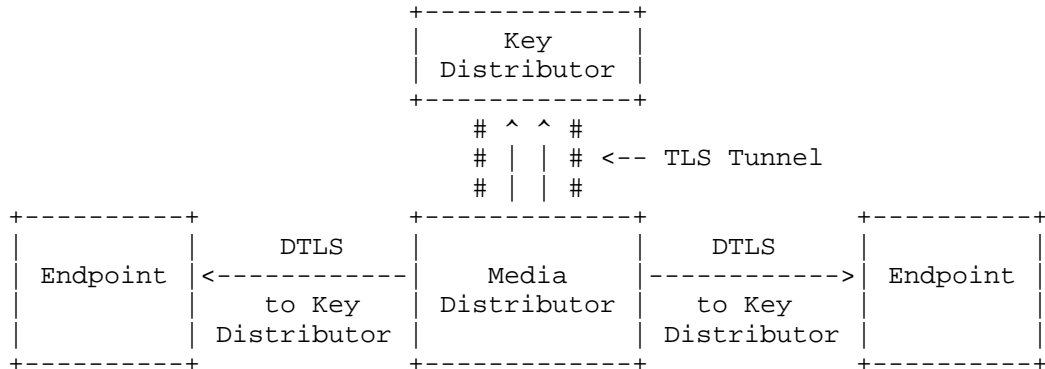 Key
Distributor
# ^ ^ #
# | | # <-- TLS Tunnel
# | | #
DTLS DTLS
Endpoint <------------ Media ------------> Endpoint
to Key Distributor to Key
Distributor Distributor